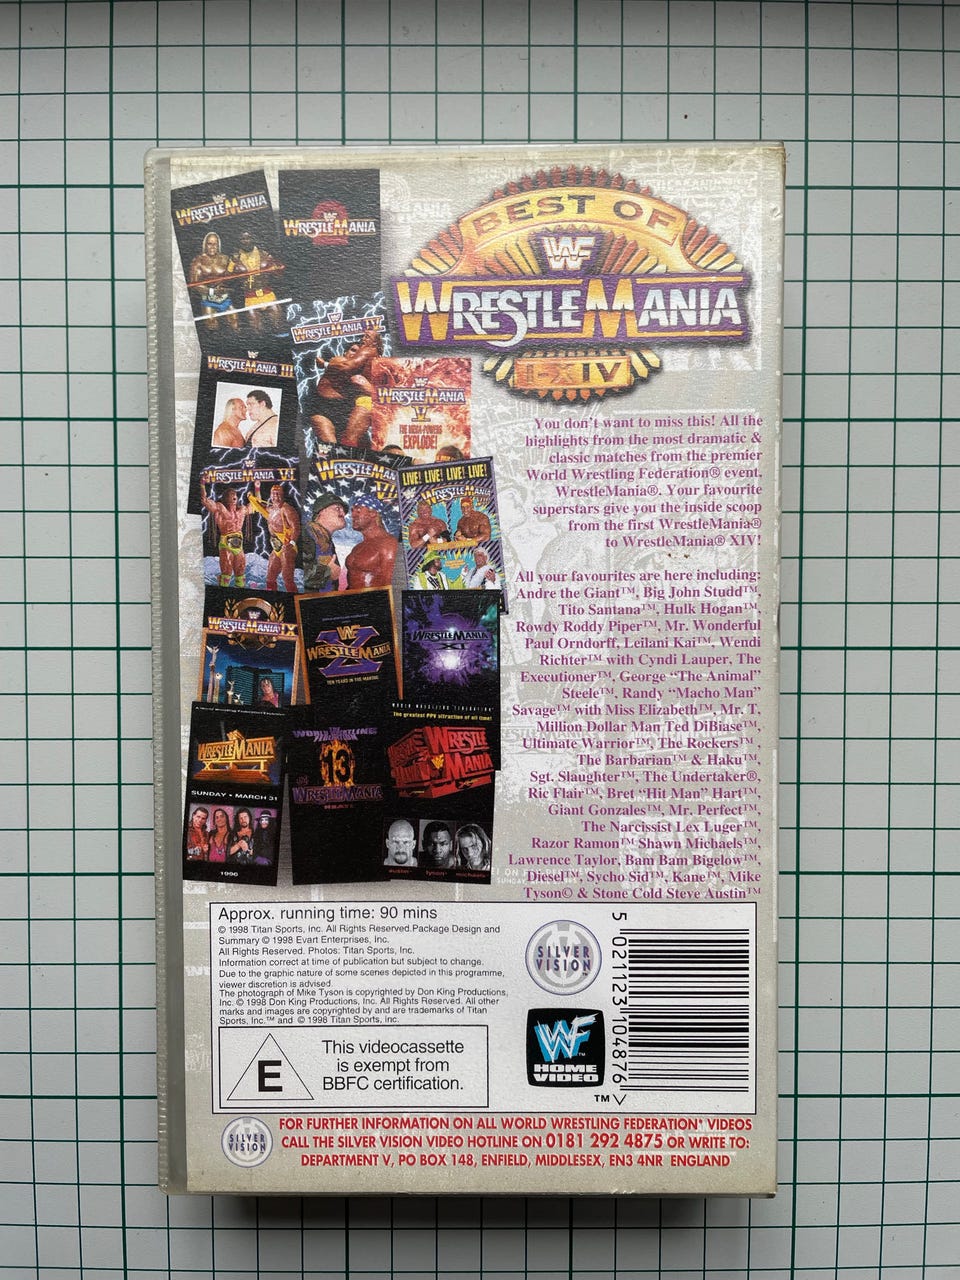 BEST OF
WF
WRESTLEMANIA
I-XIV
You don't want to miss this! All the
highlights from the most dramatic &
classic matches from the premier
World Wrestling Federation® event,
WrestleMania®. Your favourite
superstars give you the inside scoop
from the first WrestleMania®
to WrestleMania® XIV!
All your favourites are here including:
Andre the Giant™, Big John Studd™,
Tito Santana™, Hulk Hogan™,
Rowdy Roddy Piper™, Mr. Wonderful
Paul Orndorff, Leilani Kai™, Wendi
Richter™ with Cyndi Lauper, The
Executioner™, George “The Animal”
Steele™, Randy “Macho Man”
Savage™ with Miss Elizabeth™, Mr. T,
Million Dollar Man Ted DiBiase™,
Ultimate Warrior™, The Rockers™ ,
The Barbarian™ & Haku™,
Sgt. Slaughter™, The Undertaker®,
Ric Flair™, Bret “Hit Man” Hart™,
Giant Gonzales™, Mr. Perfect™,
The Narcissist Lex Luger™,
Razor Ramon™ Shawn Michaels™,
Lawrence Taylor, Bam Bam Bigelow™,
Diesel™, Sycho Sid™, Kane™, Mike
Tyson© & Stone Cold Steve Austin™
WRESTLEMANIA
WRESTLEMANIA
2
WRESTLEMANIA III
WRESTLEMANIA IV
WRESTLEMANIA
V
THE MEGA-POWERS
EXPLODE!
WRESTLEMANIA VI
WRESTLEMANIA
VII
LIVE! LIVE! LIVE! LIVE!
WRESTLEMANIA
WRESTLEMANIA IX
WF
X
WRESTLEMANIA
TEN YEARS IN THE MAKING
WRESTLEMANIA
XI
WRESTLEMANIA
SUNDAY • MARCH 31
1996
WORLD WRESTLING
FEDERATION
13
WRESTLEMANIA
WORLD WRESTLING FEDERATION
The greatest PPV attraction of all time!
WRESTLE
MANIA
austin tyson michaels
Approx. running time: 90 mins
© 1998 Titan Sports, Inc. All Rights Reserved.Package Design and
Summary © 1998 Evart Enterprises, Inc.
All Rights Reserved. Photos: Titan Sports, Inc.
Information correct at time of publication but subject to change.
Due to the graphic nature of some scenes depicted in this programme,
viewer discretion is advised.
The photograph of Mike Tyson is copyrighted by Don King Productions,
Inc. © 1998 Don King Productions, Inc. All Rights Reserved. All other
marks and images are copyrighted by and are trademarks of Titan
Sports, Inc.™ and © 1998 Titan Sports, Inc.
E
This videocassette
is exempt from
BBFC certification.
SILVER
VISION
WF
HOME
VIDEO
TM
5 021123 104876 >
SILVER
VISION
FOR FURTHER INFORMATION ON ALL WORLD WRESTLING FEDERATION® VIDEOS
CALL THE SILVER VISION VIDEO HOTLINE ON 0181 292 4875 OR WRITE TO:
DEPARTMENT V, PO BOX 148, ENFIELD, MIDDLESEX, EN3 4NR ENGLAND